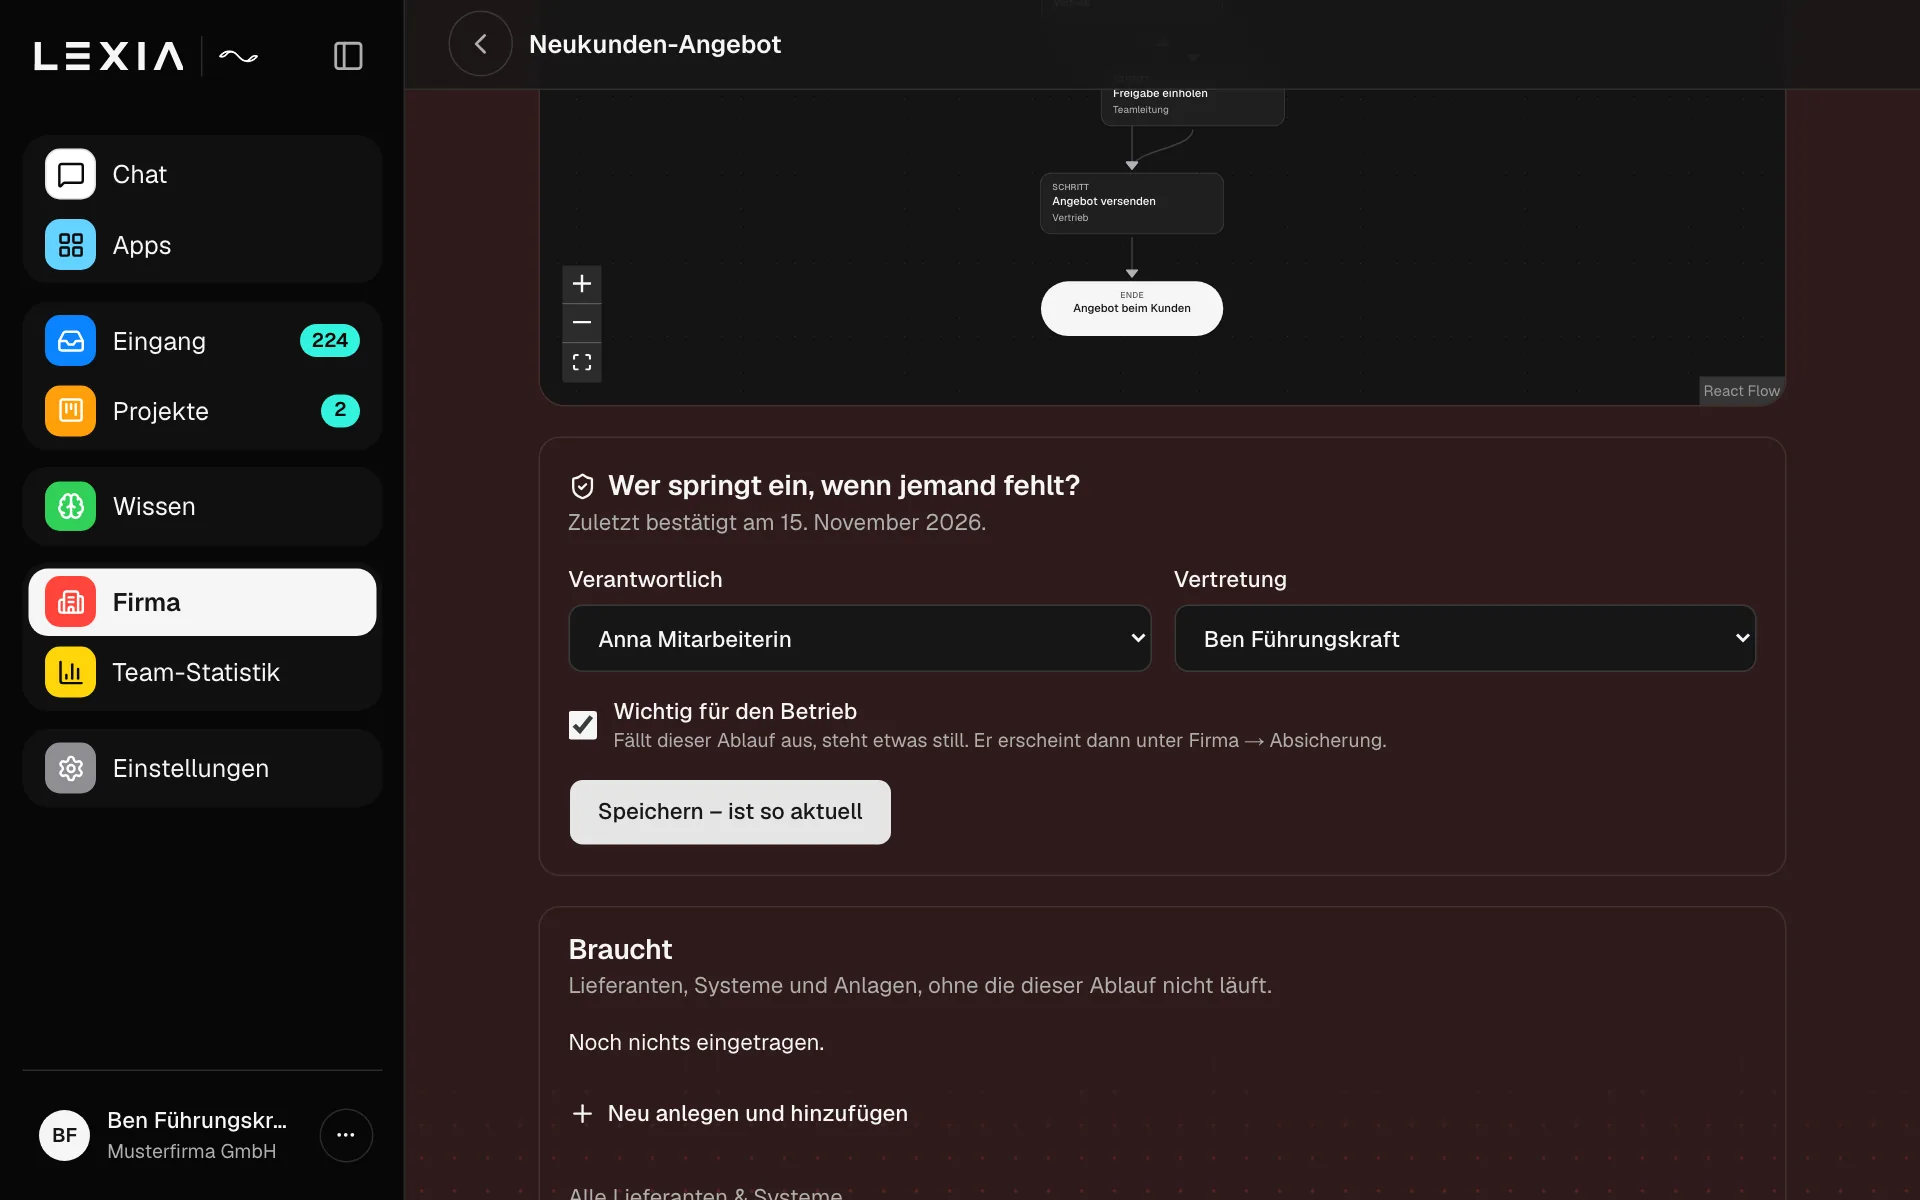 LEXIA
Neukunden-Angebot
Chat
Apps
Eingang
224
Projekte
2
Wissen
Firma
Team-Statistik
Einstellungen
BF
Ben Führungskr...
Musterfirma GmbH
Freigabe einholen
Teamleitung
SCHRITT
Angebot versenden
Vertrieb
ENDE
Angebot beim Kunden
React Flow
Wer springt ein, wenn jemand fehlt?
Zuletzt bestätigt am 15. November 2026.
Verantwortlich
Anna Mitarbeiterin
Vertretung
Ben Führungskraft
Wichtig für den Betrieb
Fällt dieser Ablauf aus, steht etwas still. Er erscheint dann unter Firma → Absicherung.
Speichern – ist so aktuell
Braucht
Lieferanten, Systeme und Anlagen, ohne die dieser Ablauf nicht läuft.
Noch nichts eingetragen.
Neu anlegen und hinzufügen
Alle Lieferanten & Systeme